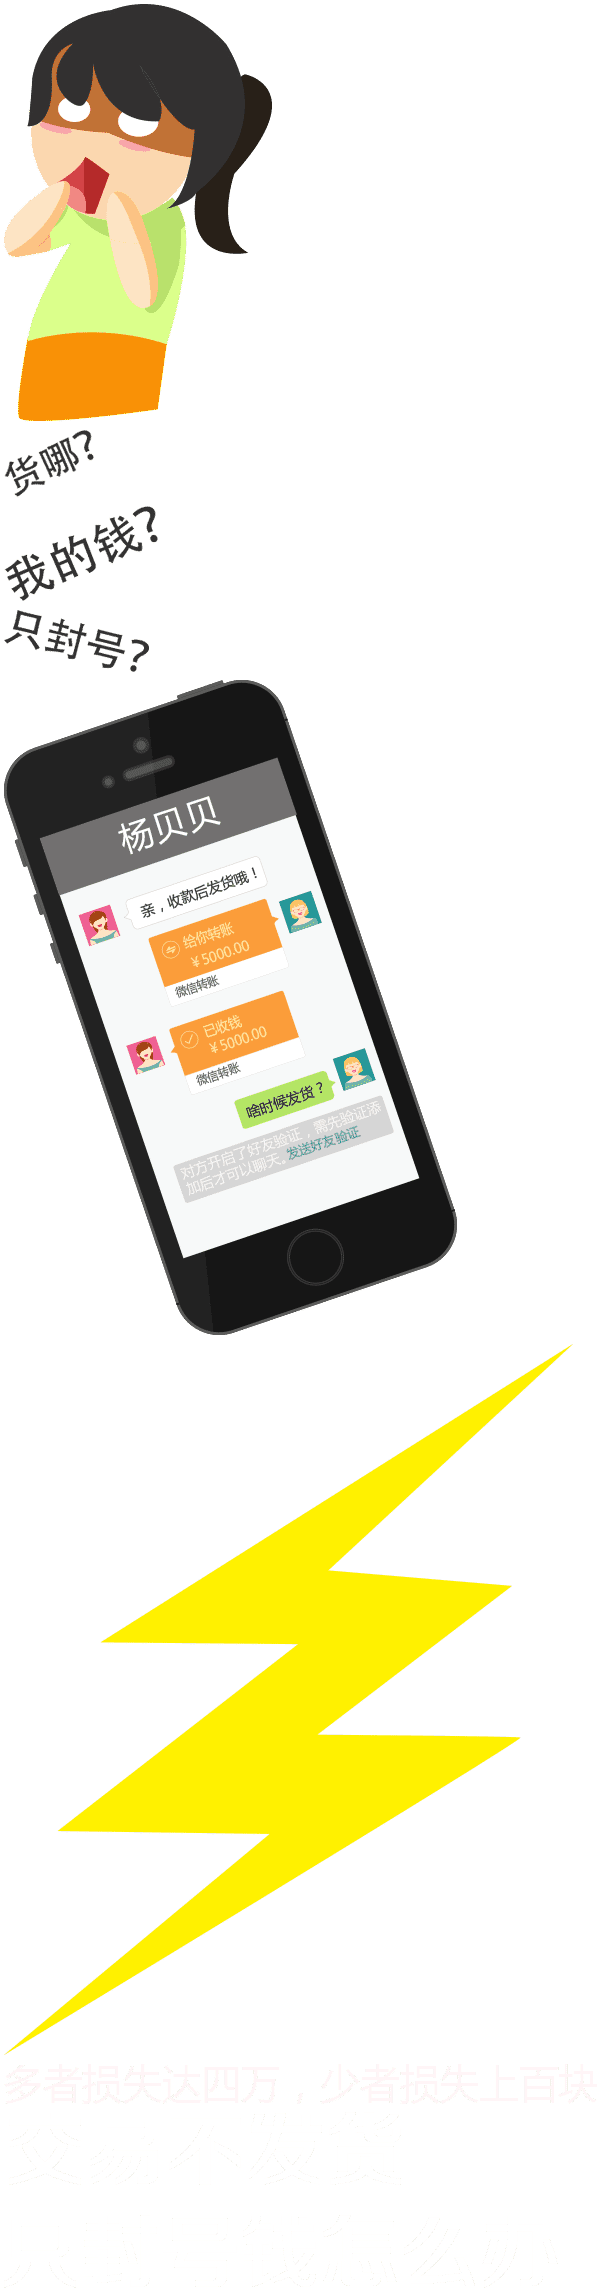 货哪?
我的钱?
只封号?
杨贝贝
亲，收款后发货哦！
给你转账
￥5000.00
微信转账
已收钱
￥5000.00
微信转账
啥时候发货？
对方开启了好友验证，需先验证添
加后才可以聊天。发送好友验证
多者损失达四万，少者损失上百块